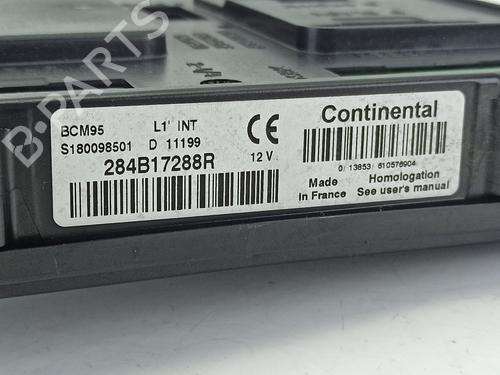 B-PARTS
BCM95 L1' INT
S180098501 D 11199
284B17288R
CE
12 V.
Continental
0/ 13853/ 610576904
Made in France
Homologation
See user's manual